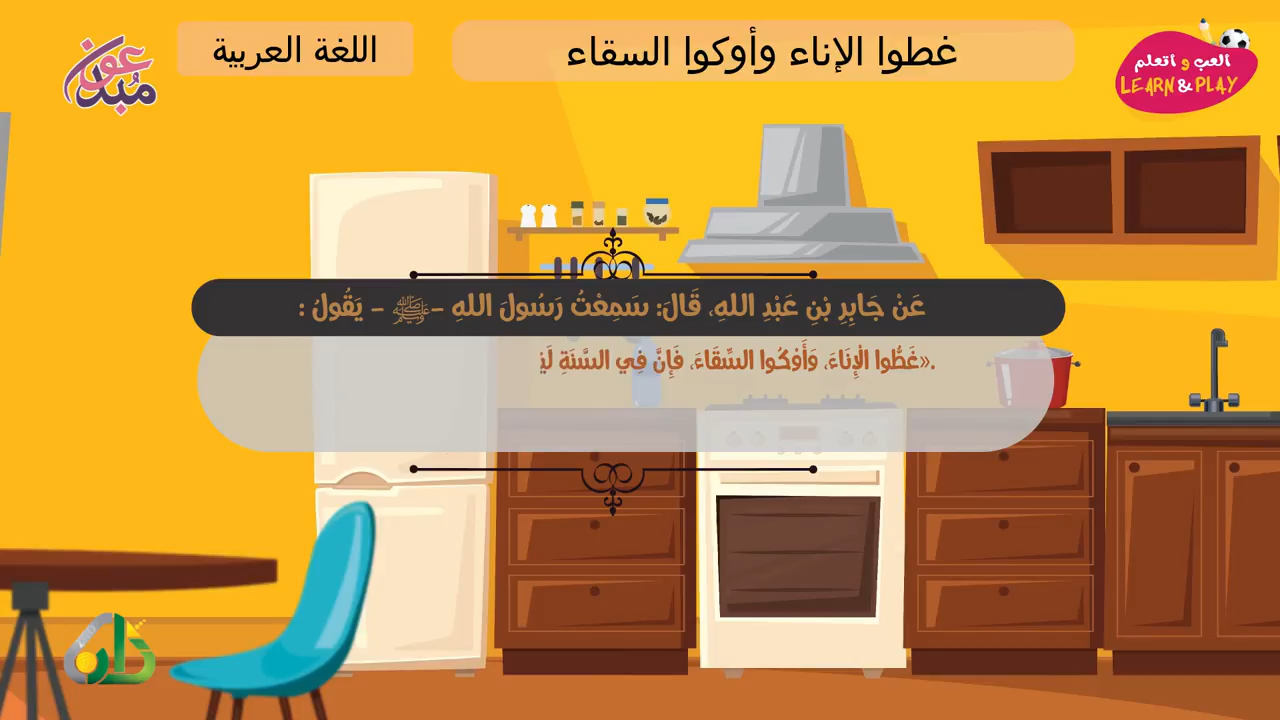 غطوا الإناء وأوكوا السقاء
اللغة العربية
مبدعون
العب و اتعلم
LEARN & PLAY
عَنْ جَابِرِ بْنِ عَبْدِ اللهِ، قَالَ: سَمِعْتُ رَسُولَ اللهِ –ﷺ – يَقُولُ :
.«غَطُّوا الْإِنَاءَ، وَأَوْكُوا السِّقَاءَ، فَإِنَّ فِي السَّنَةِ لَيْ